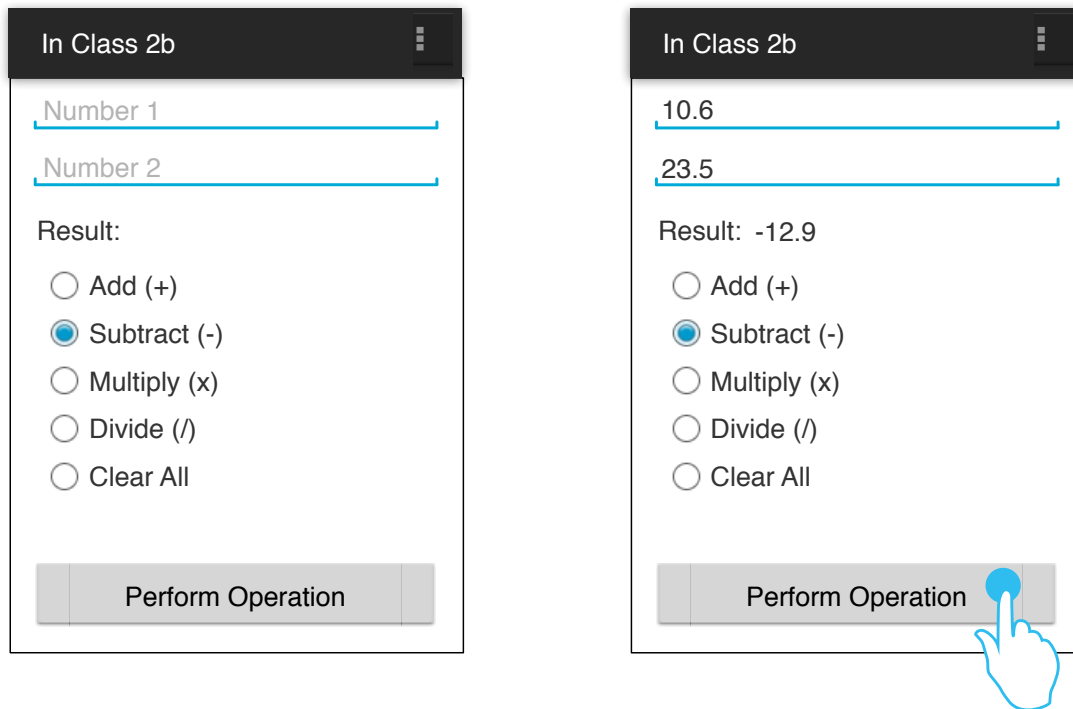 In Class 2b
Number 1
Number 2
Result:
Add (+)
Subtract (-)
Multiply (x)
Divide (/)
Clear All
Perform Operation
In Class 2b
10.6
23.5
Result: -12.9
Add (+)
Subtract (-)
Multiply (x)
Divide (/)
Clear All
Perform Operation